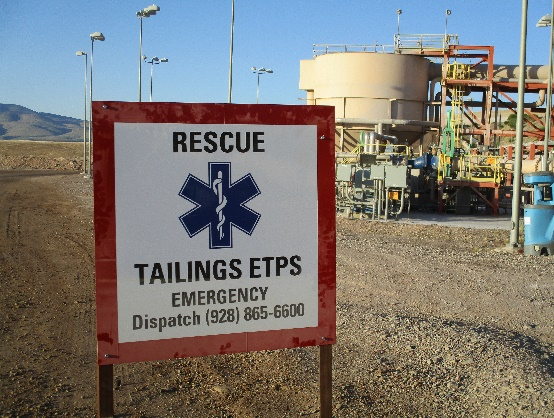 RESCUE
TAILINGS ETPS
EMERGENCY
Dispatch (928) 865-6600